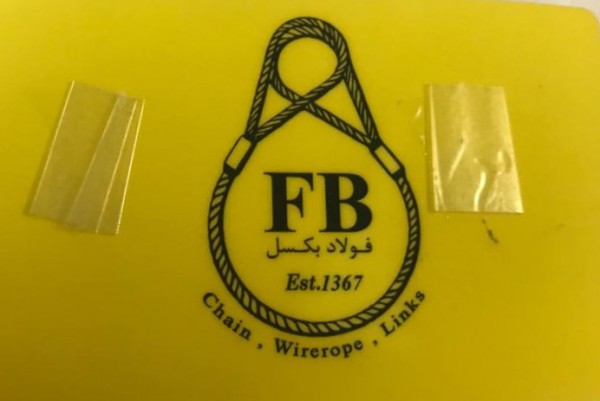 FB
فولاد بکسل
Est.1367
Chain , Wirerope , Links